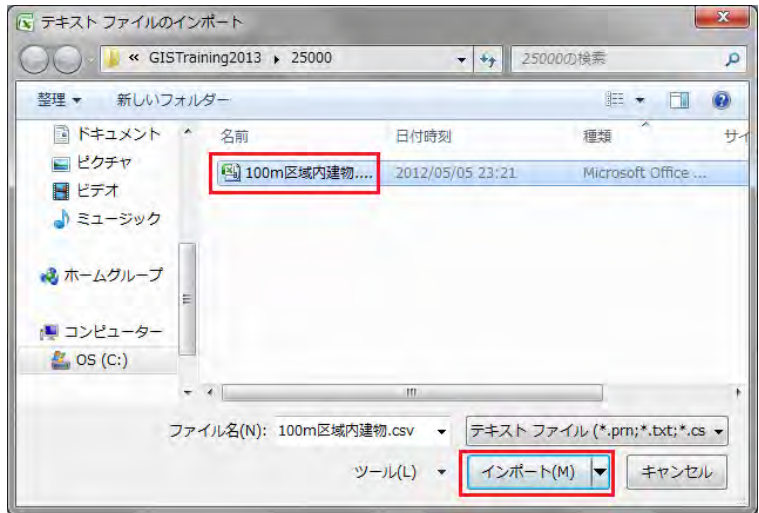 テキスト ファイルのインポート
« GISTraining2013 ▸ 25000
25000の検索
整理 ▼ 新しいフォルダー
ドキュメント
ピクチャ
ビデオ
ミュージック
ホームグループ
コンピューター
OS (C:)
名前 日付時刻 種類 サイ
100m区域内建物.... 2012/05/05 23:21 Microsoft Office ...
ファイル名(N): 100m区域内建物.csv テキスト ファイル (*.prn;*.txt;*.cs
ツール(L) インポート(M) キャンセル